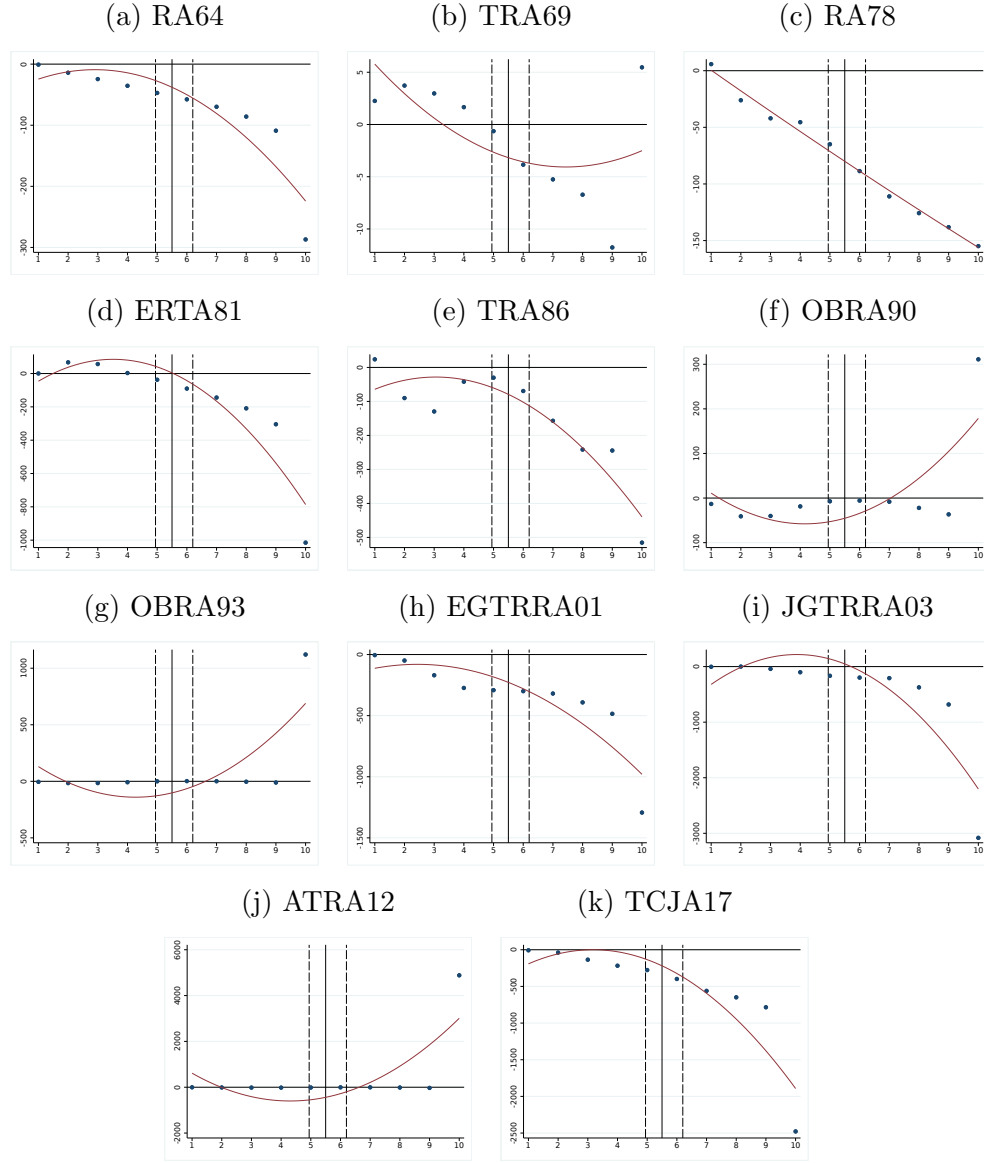 (a) RA64
(b) TRA69
(c) RA78
0
-100
-200
-300
1 2 3 4 5 6 7 8 9 10
5
0
-5
-10
1 2 3 4 5 6 7 8 9 10
0
-50
-100
-150
1 2 3 4 5 6 7 8 9 10
(d) ERTA81
(e) TRA86
(f) OBRA90
0
-200
-400
-600
-800
-1000
1 2 3 4 5 6 7 8 9 10
0
-100
-200
-300
-400
-500
1 2 3 4 5 6 7 8 9 10
300
200
100
0
-100
1 2 3 4 5 6 7 8 9 10
(g) OBRA93
(h) EGTRRA01
(i) JGTRRA03
1000
500
0
-500
1 2 3 4 5 6 7 8 9 10
0
-500
-1000
-1500
1 2 3 4 5 6 7 8 9 10
0
-1000
-2000
-3000
1 2 3 4 5 6 7 8 9 10
(j) ATRA12
(k) TCJA17
6000
4000
2000
0
-2000
1 2 3 4 5 6 7 8 9 10
0
-500
-1000
-1500
-2000
-2500
1 2 3 4 5 6 7 8 9 10